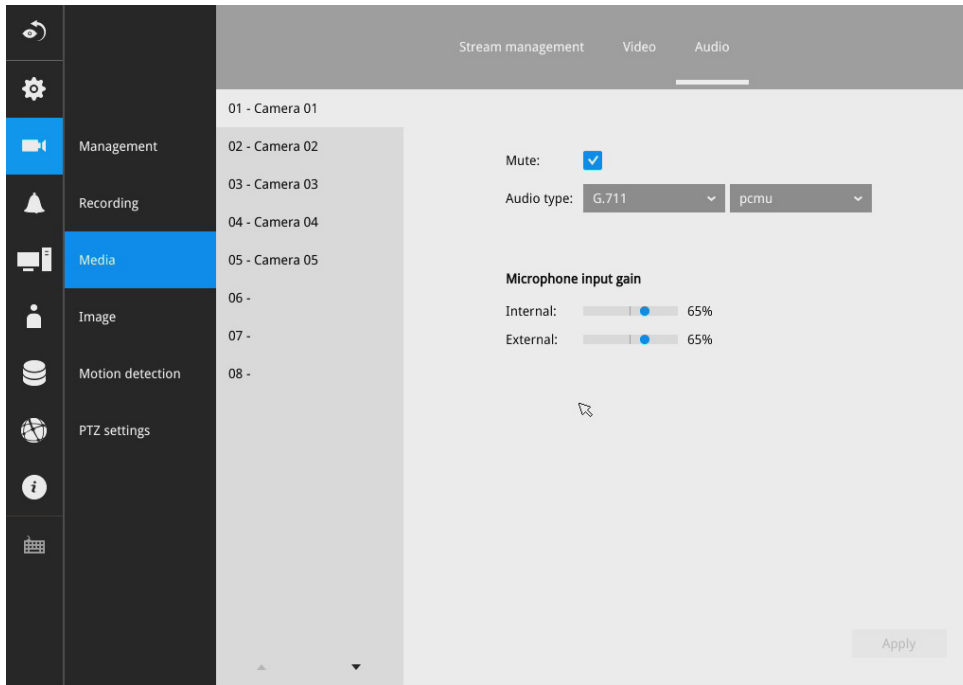 Stream management Video Audio
Management
Recording
Media
Image
Motion detection
PTZ settings
01 - Camera 01
02 - Camera 02
03 - Camera 03
04 - Camera 04
05 - Camera 05
06 -
07 -
08 -
Mute:
Audio type: G.711 pcmu
Microphone input gain
Internal: 65%
External: 65%
Apply